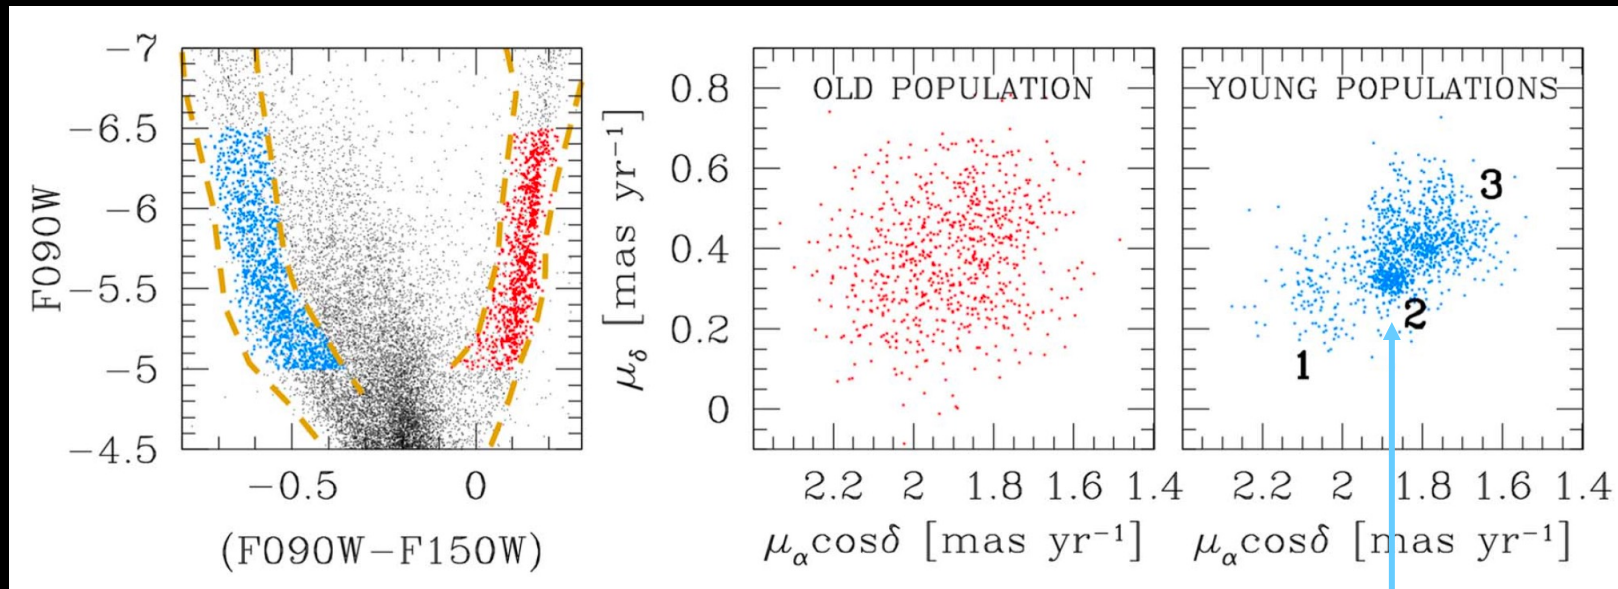 F090W
−7
−6.5
−6
−5.5
−5
−4.5
−0.5 0
(F090W−F150W)
μδ [mas yr⁻¹]
0.8
0.6
0.4
0.2
0
OLD POPULATION
2.2 2 1.8 1.6 1.4
μαcosδ [mas yr⁻¹]
YOUNG POPULATIONS
3
2
1
2.2 2 1.8 1.6 1.4
μαcosδ [mas yr⁻¹]